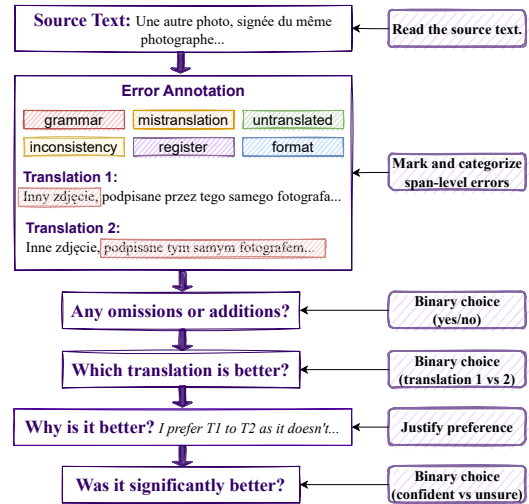 Source Text: Une autre photo, signée du même
photographe...
Read the source text.
Error Annotation
grammar
mistranslation
untranslated
inconsistency
register
format
Translation 1:
Inny zdjęcie, podpisane przez tego samego fotografa...
Translation 2:
Inne zdjęcie, podpisane tym samym fotografem...
Mark and categorize
span-level errors
Any omissions or additions?
Binary choice
(yes/no)
Which translation is better?
Binary choice
(translation 1 vs 2)
Why is it better? I prefer T1 to T2 as it doesn't...
Justify preference
Was it significantly better?
Binary choice
(confident vs unsure)